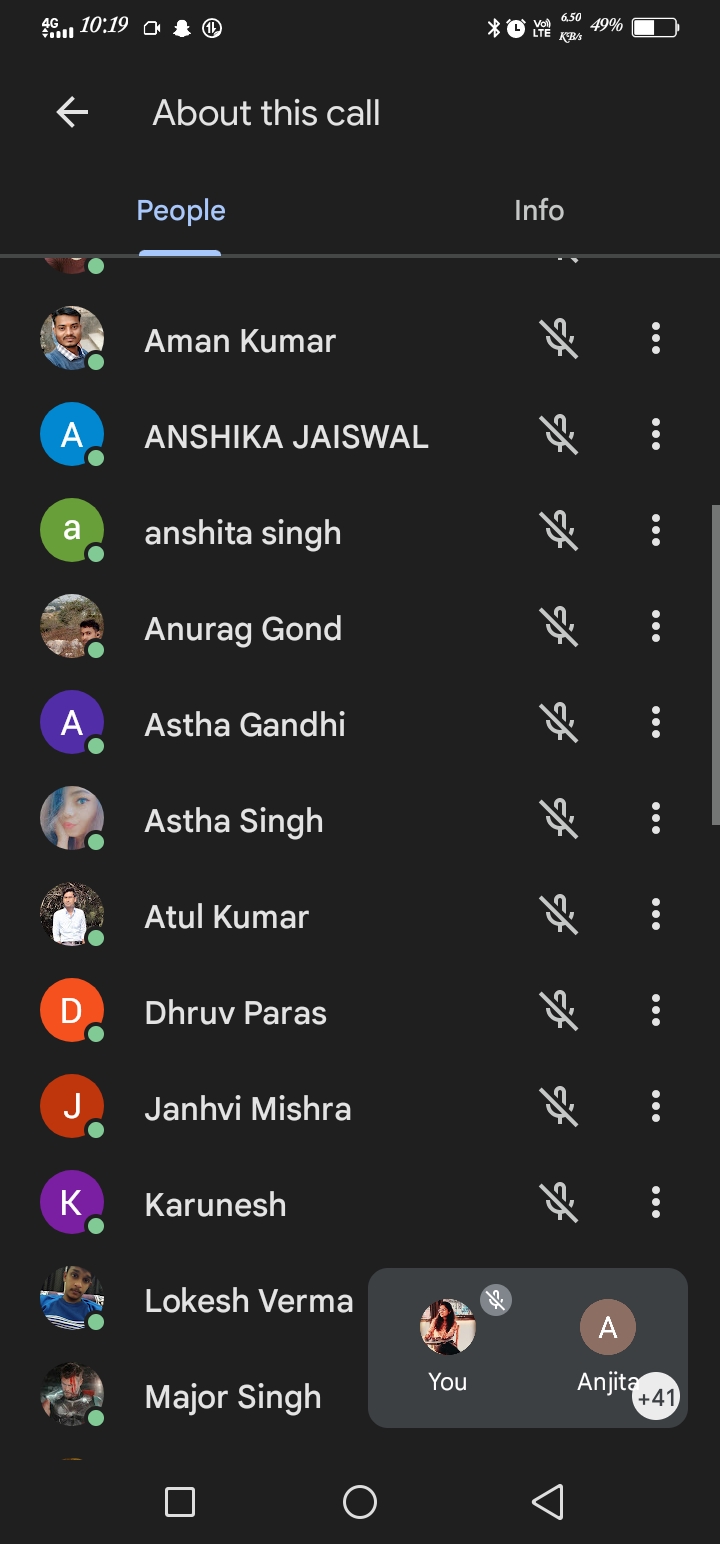 4G 10:19 Vo) LTE 6.50 KB/s 49%
About this call
People Info
Aman Kumar
A ANSHIKA JAISWAL
a anshita singh
Anurag Gond
A Astha Gandhi
Astha Singh
Atul Kumar
D Dhruv Paras
J Janhvi Mishra
K Karunesh
Lokesh Verma
A
You Anjita
+41
Major Singh